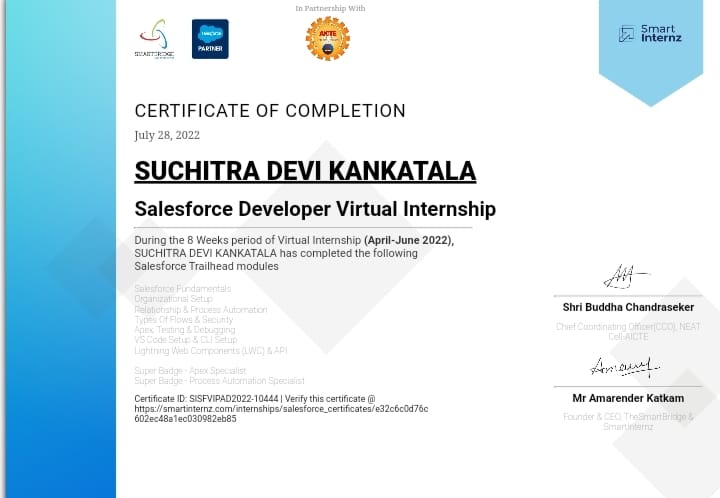 In Partnership With
SMARTBRIDGE
salesforce
PARTNER
AICTE
Smart
Internz
CERTIFICATE OF COMPLETION
July 28, 2022
SUCHITRA DEVI KANKATALA
Salesforce Developer Virtual Internship
During the 8 Weeks period of Virtual Internship (April-June 2022),
SUCHITRA DEVI KANKATALA has completed the following
Salesforce Trailhead modules
Salesforce Fundamentals
Organizational Setup
Relationship & Process Automation
Types Of Flows & Security
Apex, Testing & Debugging
VS Code Setup & CLI Setup
Lightning Web Components (LWC) & API
Super Badge - Apex Specialist
Super Badge - Process Automation Specialist
Certificate ID: SISFVIPAD2022-10444 | Verify this certificate @
https://smartinternz.com/internships/salesforce_certificates/e32c6c0d76c
602ec48a1ec030982eb85
Shri Buddha Chandraseker
Chief Coordinating Officer(CCO), NEAT
Cell-AICTE
Mr Amarender Katkam
Founder & CEO, TheSmartBridge &
Smartinternz